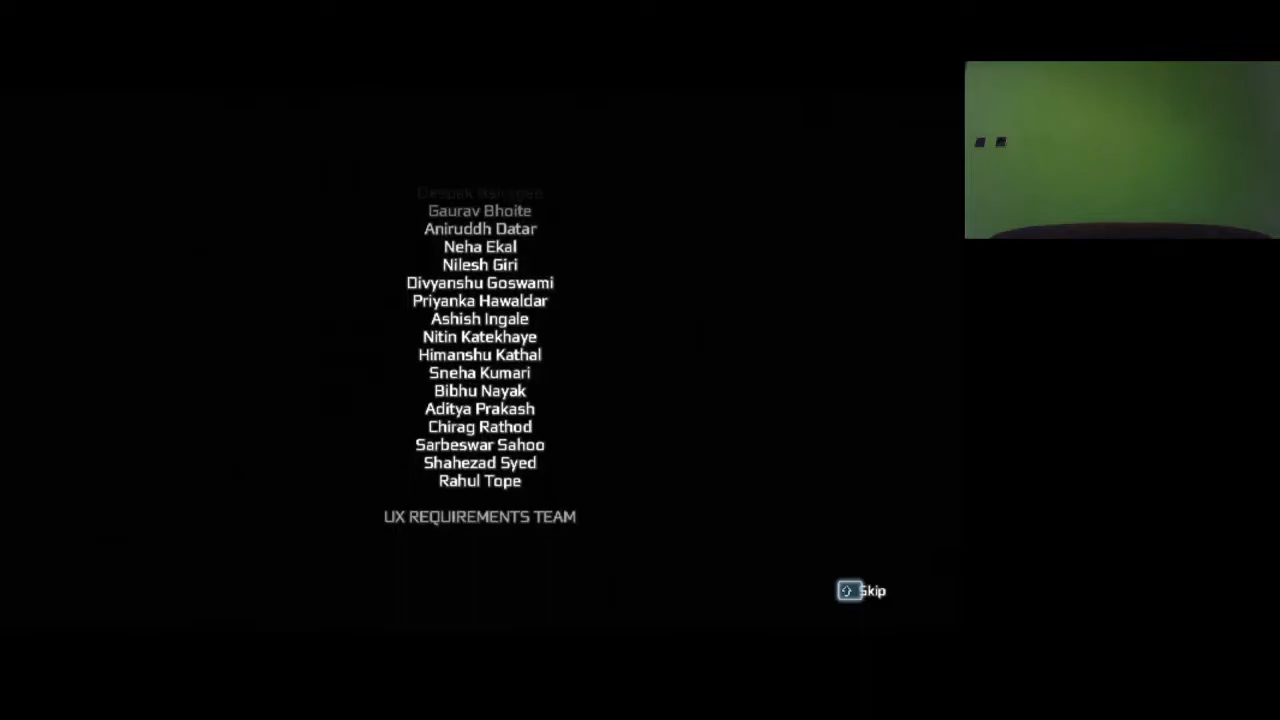 Gaurav Bhoite
Aniruddh Datar
Neha Ekal
Nilesh Giri
Divyanshu Goswami
Priyanka Hawaldar
Ashish Ingale
Nitin Katekhaye
Himanshu Kathal
Sneha Kumari
Bibhu Nayak
Aditya Prakash
Chirag Rathod
Sarbeswar Sahoo
Shahezad Syed
Rahul Tope
UX REQUIREMENTS TEAM
Skip